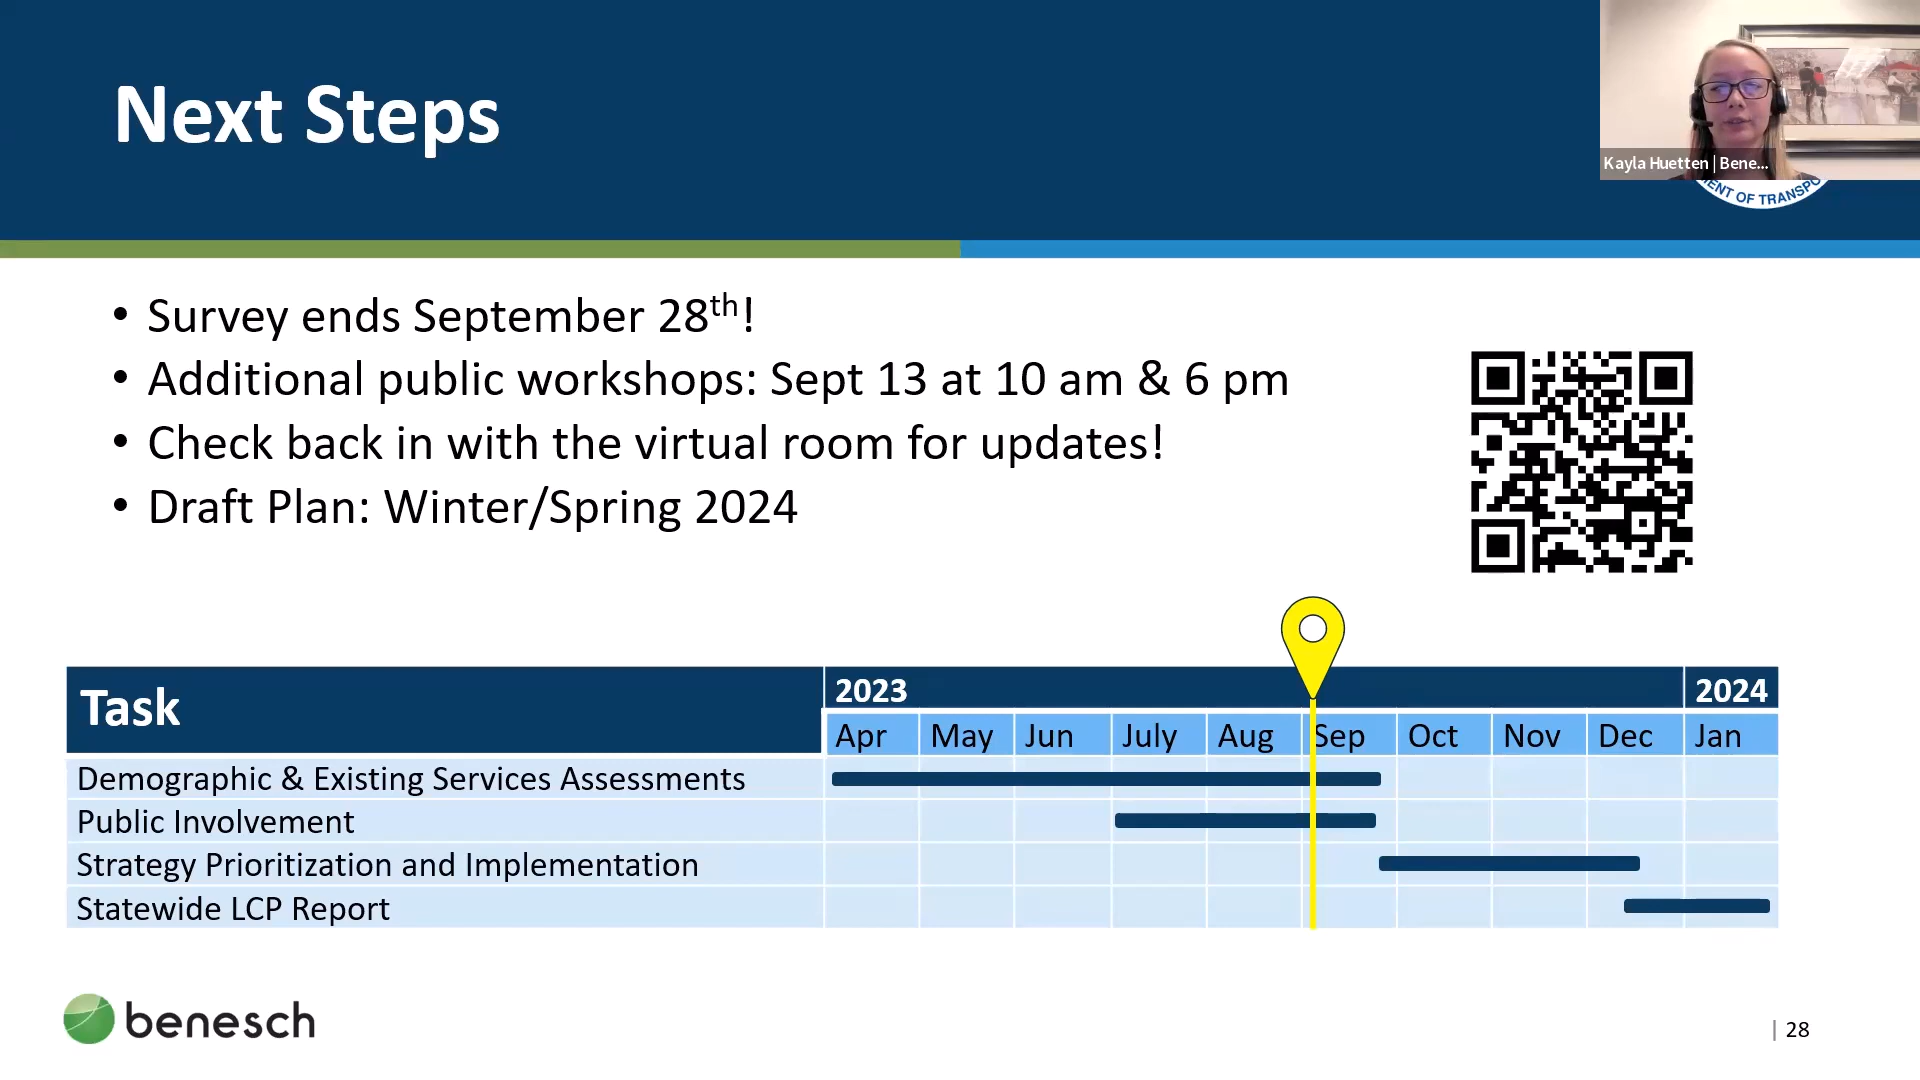 Next Steps
Kayla Huetten | Bene...
OF TRANSPO
• Survey ends September 28th!
• Additional public workshops: Sept 13 at 10 am & 6 pm
• Check back in with the virtual room for updates!
• Draft Plan: Winter/Spring 2024
Task
2023 2024
Apr May Jun July Aug Sep Oct Nov Dec Jan
Demographic & Existing Services Assessments
Public Involvement
Strategy Prioritization and Implementation
Statewide LCP Report
benesch
| 28